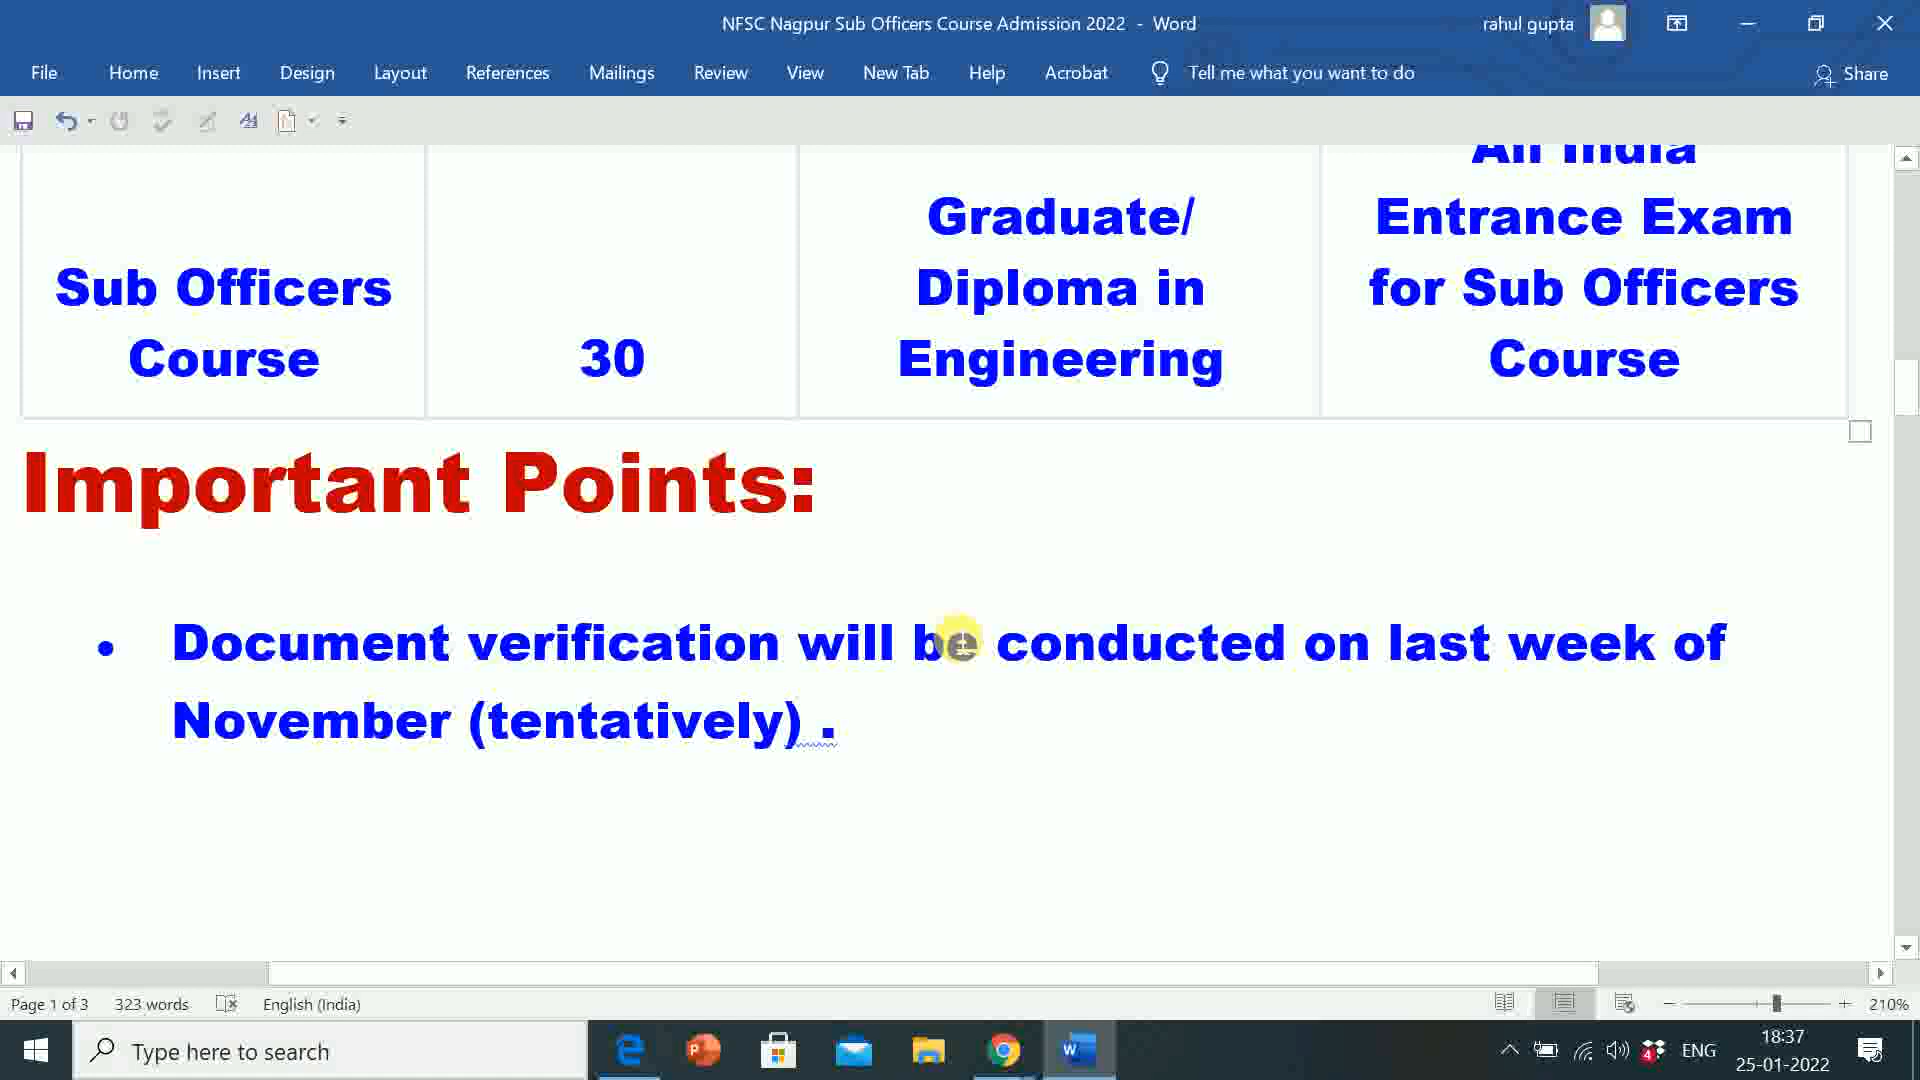 NFSC Nagpur Sub Officers Course Admission 2022 - Word
rahul gupta
File Home Insert Design Layout References Mailings Review View New Tab Help Acrobat Tell me what you want to do Share
All India
Graduate/ Entrance Exam
Sub Officers Diploma in for Sub Officers
Course 30 Engineering Course
Important Points:
• Document verification will be conducted on last week of
November (tentatively) .
Page 1 of 3 323 words English (India) 210%
Type here to search
4
ENG
18:37
25-01-2022